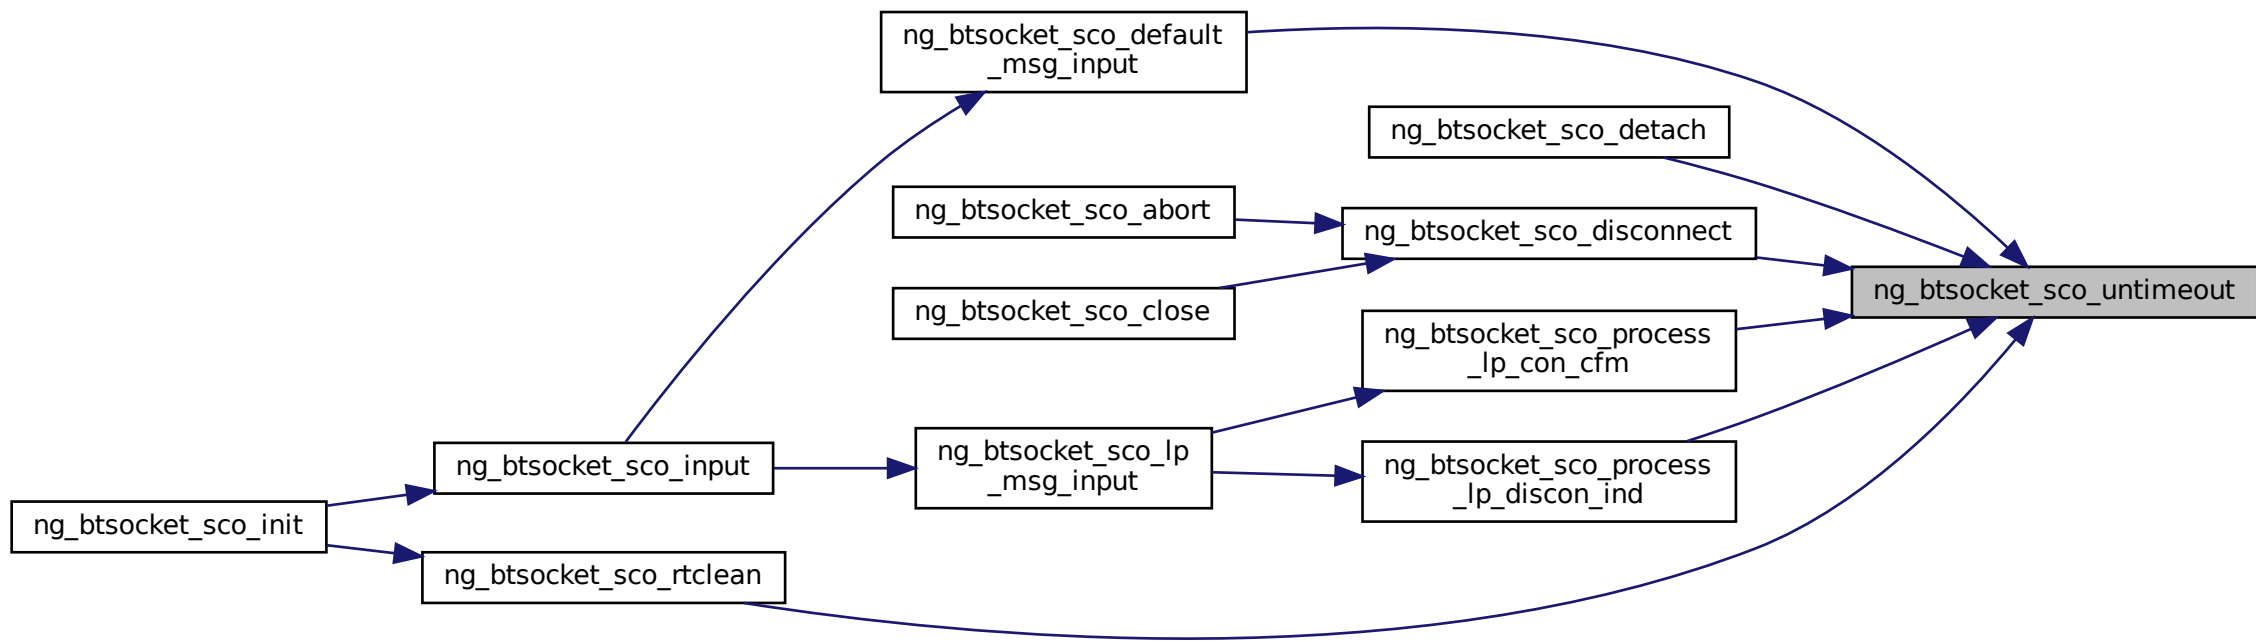 ng_btsocket_sco_default
_msg_input
ng_btsocket_sco_detach
ng_btsocket_sco_abort
ng_btsocket_sco_disconnect
ng_btsocket_sco_untimeout
ng_btsocket_sco_close
ng_btsocket_sco_process
_lp_con_cfm
ng_btsocket_sco_input
ng_btsocket_sco_lp
_msg_input
ng_btsocket_sco_process
_lp_discon_ind
ng_btsocket_sco_init
ng_btsocket_sco_rtclean